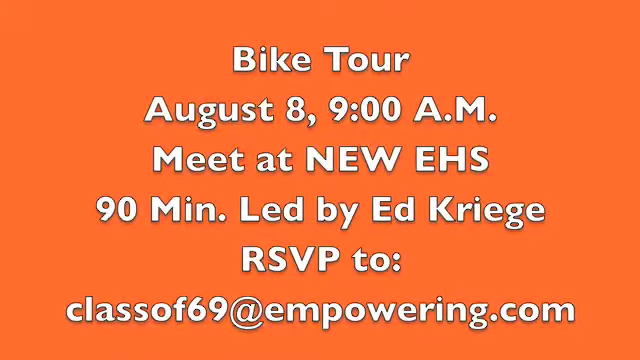 Bike Tour
August 8, 9:00 A.M.
Meet at NEW EHS
90 Min. Led by Ed Kriege
RSVP to:
classof69@empowering.com